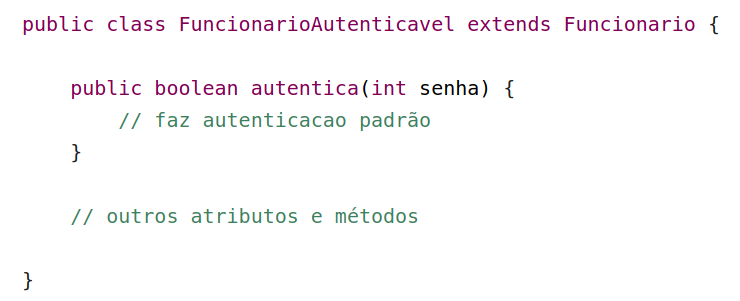 public class FuncionarioAutenticavel extends Funcionario {
public boolean autentica(int senha) {
// faz autenticacao padrão
}
// outros atributos e métodos
}